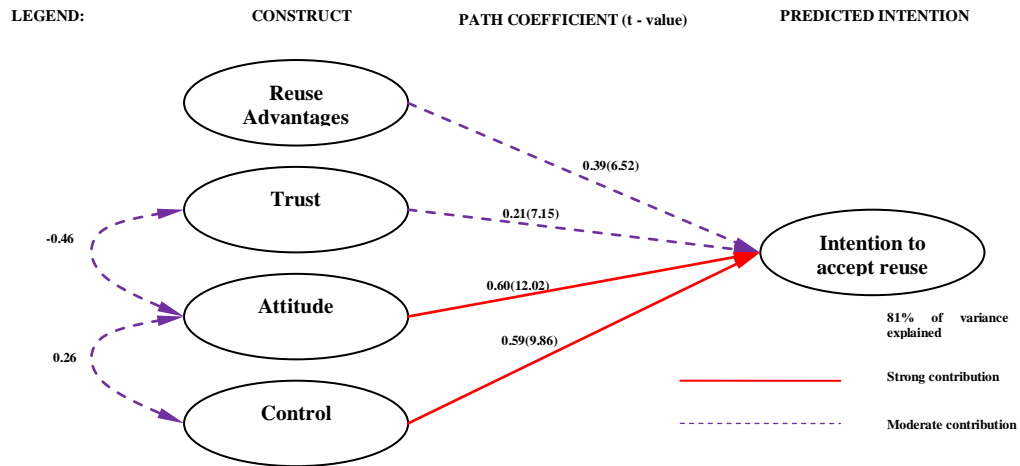 LEGEND: CONSTRUCT PATH COEFFICIENT (t - value) PREDICTED INTENTION
Reuse
Advantages
0.39(6.52)
Trust
0.21(7.15)
-0.46
Intention to
accept reuse
Attitude
0.60(12.02)
81% of variance
explained
0.59(9.86)
0.26
Strong contribution
Control
Moderate contribution